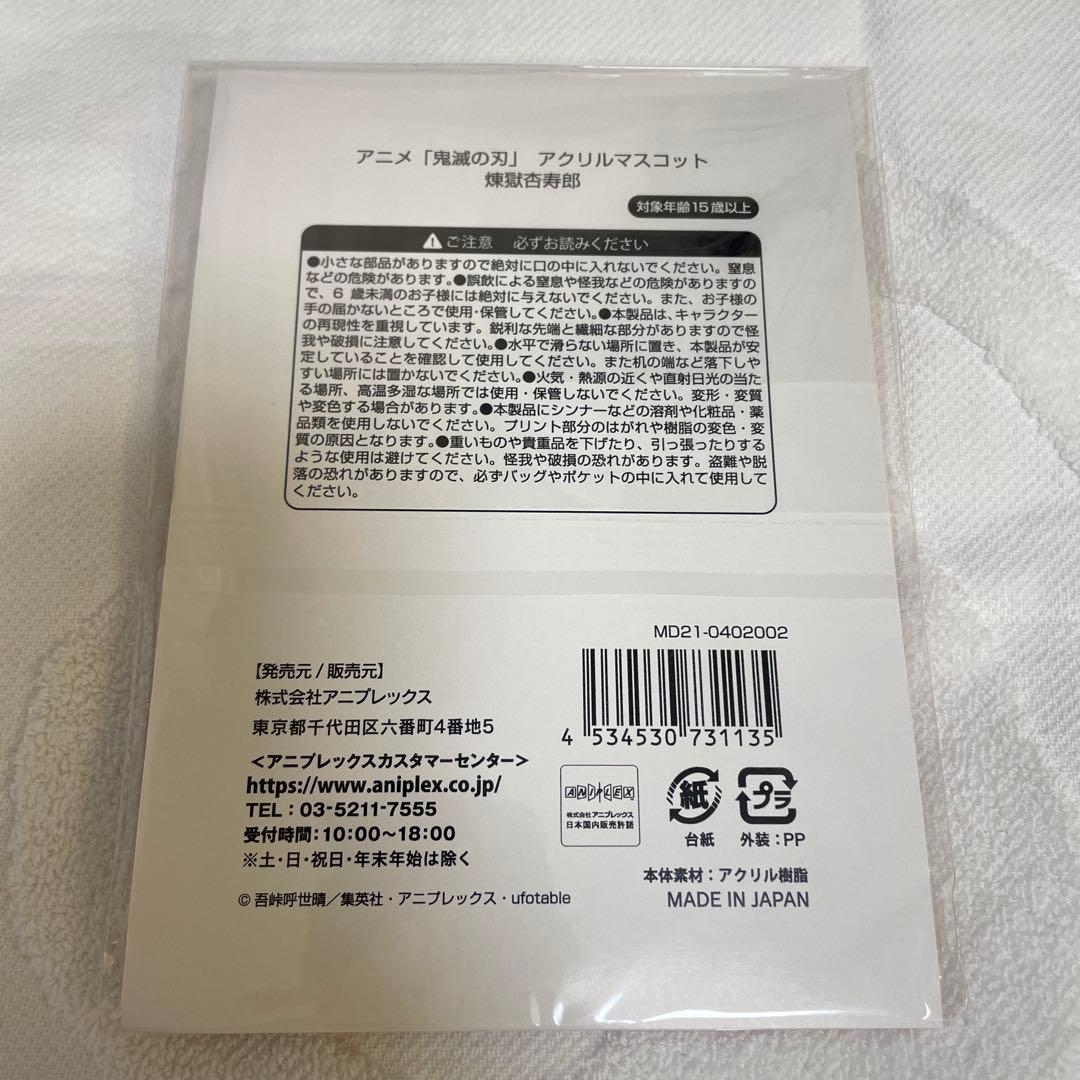 アニメ「鬼滅の刃」 アクリルマスコット
煉獄杏寿郎
対象年齢15歳以上
ご注意 必ずお読みください
●小さな部品がありますので絶対に口の中に入れないでください。窒息
などの危険があります。●誤飲による窒息や怪我などの危険がありますの
で、6 歳未満のお子様には絶対に与えないでください。また、お子様の
手の届かないところで使用・保管してください。●本製品は、キャラクター
の再現性を重視しています。鋭利な先端と繊細な部分がありますので怪
我や破損に注意してください。●水平で滑らない場所に置き、本製品が安
定していることを確認して使用してください。また机の端など落下しや
すい場所には置かないでください。●火気・熱源の近くや直射日光の当た
る場所、高温多湿な場所では使用・保管しないでください。変形・変質
や変色する場合があります。●本製品にシンナーなどの溶剤や化粧品・薬
品類を使用しないでください。プリント部分のはがれや樹脂の変色・変
質の原因となります。●重いものや貴重品を下げたり、引っ張ったりする
ような使用は避けてください。怪我や破損の恐れがあります。盗難や脱
落の恐れがありますので、必ずバッグやポケットの中に入れて使用して
ください。
MD21-0402002
4 534530 731135
【発売元 / 販売元】
株式会社アニプレックス
東京都千代田区六番町4番地5
＜アニプレックスカスタマーセンター＞
https://www.aniplex.co.jp/
TEL：03-5211-7555
受付時間：10:00〜18:00
※土・日・祝日・年末年始は除く
ANIPLEX
株式会社アニプレックス
日本国内販売許諾
紙
台紙
プラ
外装：PP
本体素材：アクリル樹脂
MADE IN JAPAN
© 吾峠呼世晴／集英社・アニプレックス・ufotable